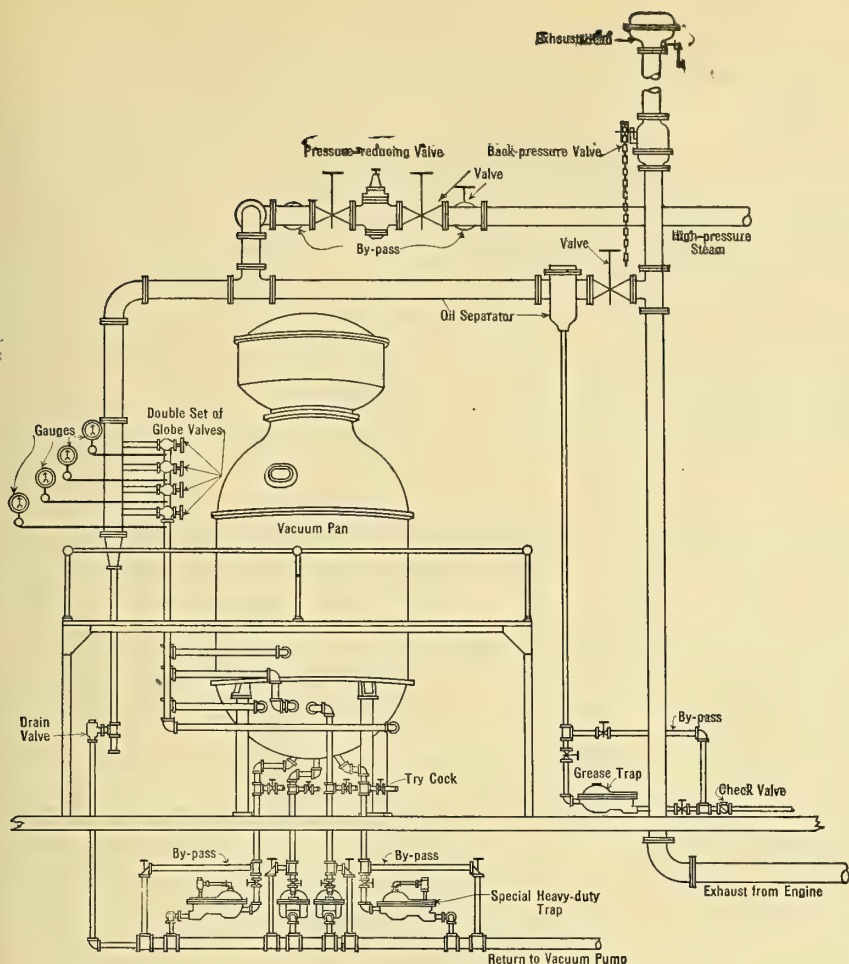 Exhaust Head
Pressure-reducing Valve
Back-pressure Valve
Valve
By-pass
High-pressure
Steam
Valve
Oil Separator
Double Set of
Globe Valves
Gauges
Vacuum Pan
Drain
Valve
By-pass
Try Cock
Grease Trap
Check Valve
By-pass
By-pass
Special Heavy-duty
Trap
Exhaust from Engine
Return to Vacuum Pump